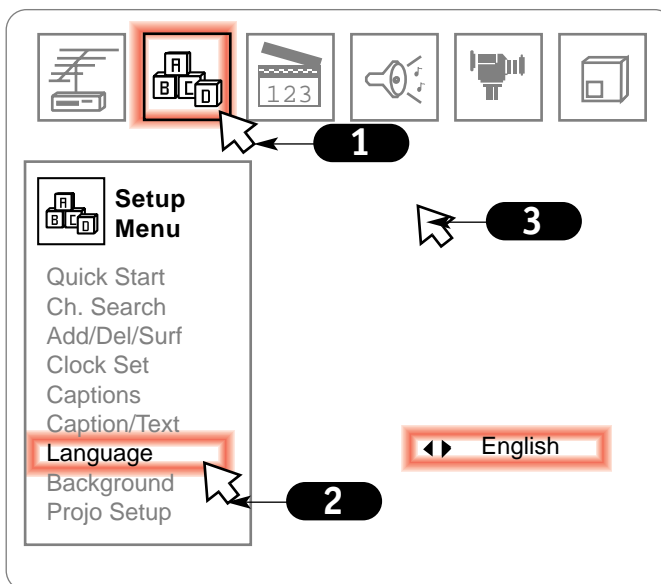 A
B C D
123
1
A
B C D
Setup
Menu
3
Quick Start
Ch. Search
Add/Del/Surf
Clock Set
Captions
Caption/Text
Language
English
Background
2
Projo Setup